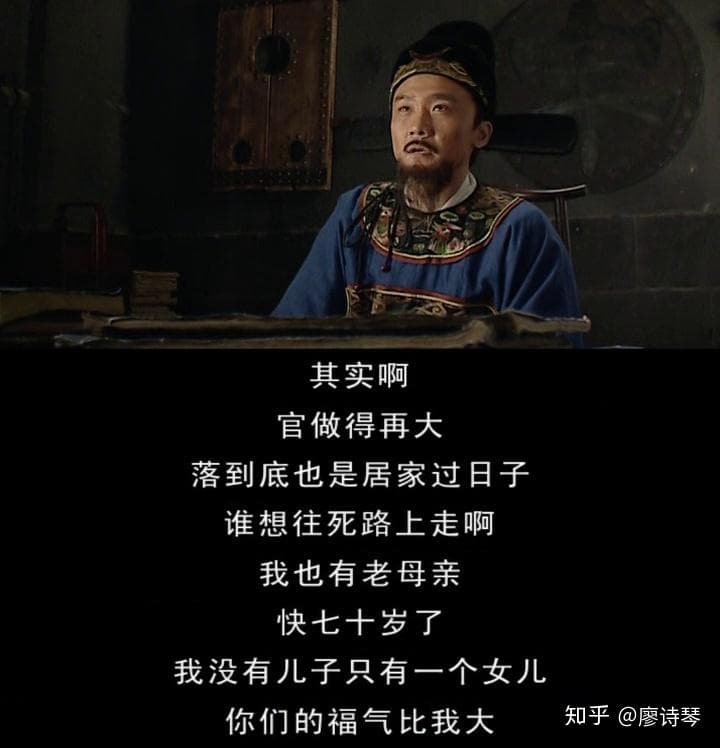 其实啊
官做得再大
落到底也是居家过日子
谁想往死路上走啊
我也有老母亲
快七十岁了
我没有儿子只有一个女儿
你们的福气比我大
知乎 @廖诗琴